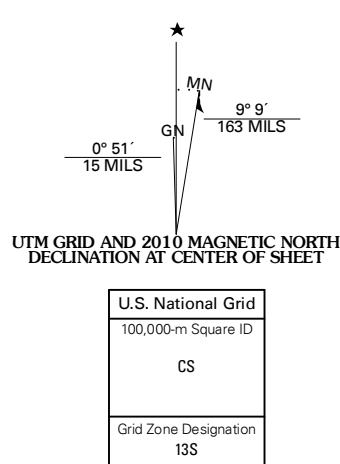 MN
GN
9° 9´
163 MILS
0° 51´
15 MILS
UTM GRID AND 2010 MAGNETIC NORTH
DECLINATION AT CENTER OF SHEET
U.S. National Grid
100,000-m Square ID
CS
Grid Zone Designation
13S